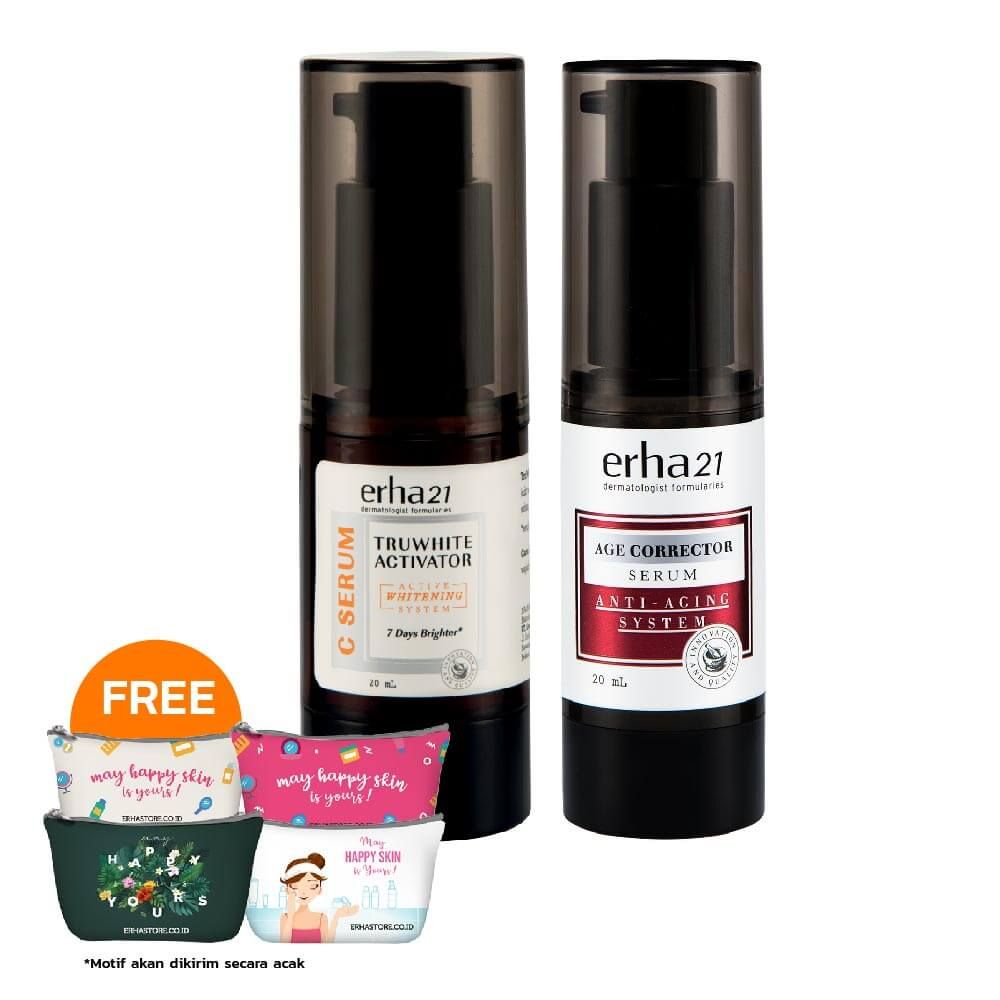 erha21
dermatologist formularies
C SERUM
TRUWHITE
ACTIVATOR
ACTIVE
WHITENING
SYSTEM
7 Days Brighter*
20 mL
erha21
dermatologist formularies
AGE CORRECTOR
SERUM
ANTI-AGING
SYSTEM
INNOVATION
AND QUALITY
20 mL
FREE
may happy skin
is yours!
ERHASTORE.CO.ID
may happy skin
is yours!
HAPPY
YOURS
ERHASTORE.CO.ID
May
HAPPY SKIN
is Yours!
ERHASTORE.CO.ID
*Motif akan dikirim secara acak